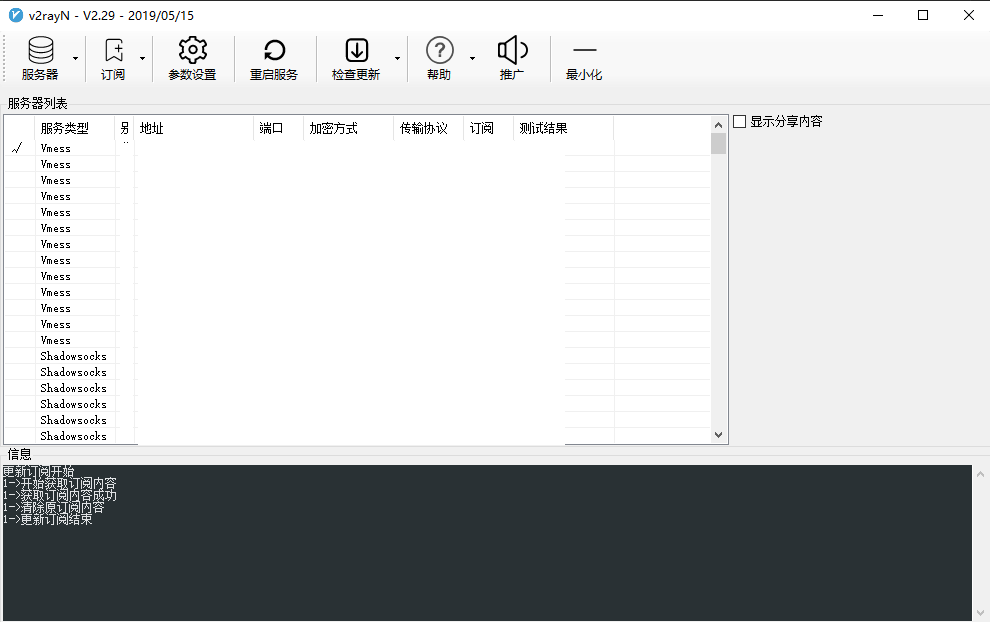 v2rayN - V2.29 - 2019/05/15
服务器 订阅 参数设置 重启服务 检查更新 帮助 推广 最小化
服务器列表
服务类型 地址 端口 加密方式 传输协议 订阅 测试结果
显示分享内容
Vmess
Vmess
Vmess
Vmess
Vmess
Vmess
Vmess
Vmess
Vmess
Vmess
Vmess
Vmess
Vmess
Shadowsocks
Shadowsocks
Shadowsocks
Shadowsocks
Shadowsocks
Shadowsocks
信息
更新订阅开始
1->开始获取订阅内容
1->获取订阅内容成功
1->清除原订阅内容
1->更新订阅结束